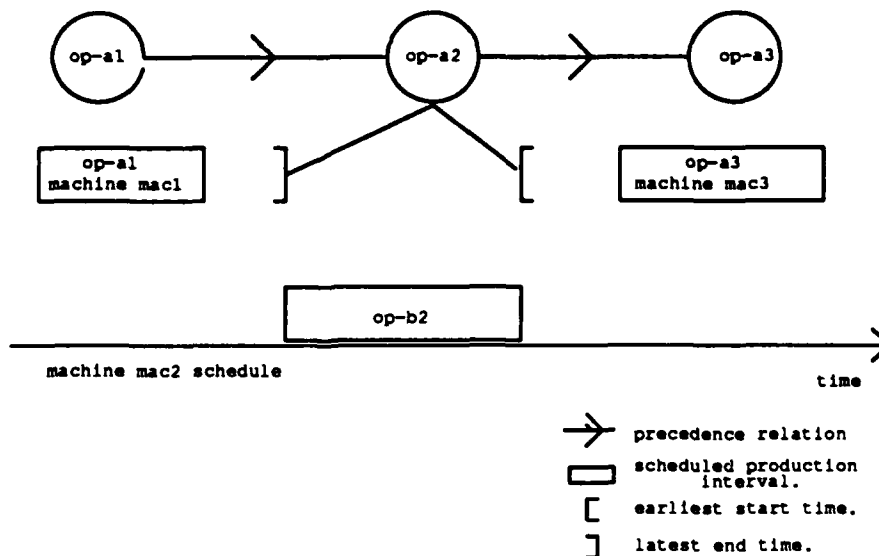 op-a1
op-a2
op-a3
op-a1
machine mac1
op-a3
machine mac3
op-b2
machine mac2 schedule
time
precedence relation
scheduled production
interval.
earliest start time.
latest end time.